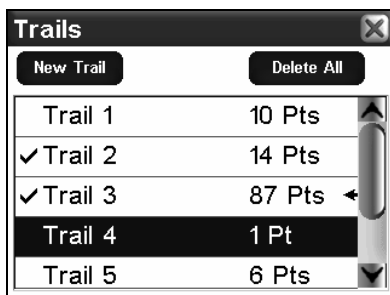 Trails
New Trail Delete All
Trail 1 10 Pts
Trail 2 14 Pts
Trail 3 87 Pts
Trail 4 1 Pt
Trail 5 6 Pts